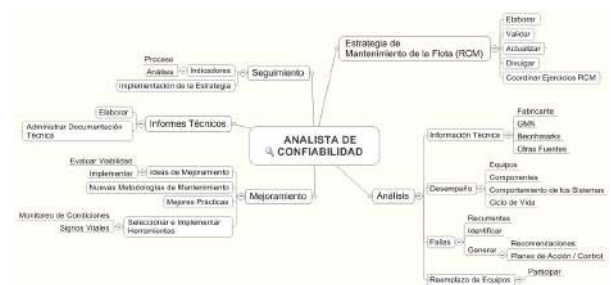 ANALISTA DE
CONFIABILIDAD
Estrategia de
Mantenimiento de la Flota (RCM)
Elaborar
Validar
Actualizar
Divulgar
Coordinar Ejercicios RCM
Análisis
Información Técnica
Fabricante
GMN
Becnhmarks
Otras Fuentes
Desempeño
Equipos
Componentes
Comportamiento de los Sistemas
Ciclo de Vida
Fallas
Recurrentes
Identificar
Generar
Recomendaciones
Planes de Acción / Control
Reemplazo de Equipos
Participar
Seguimiento
Indicadores
Proceso
Análisis
Implementación de la Estrategia
Informes Técnicos
Elaborar
Administrar Documentación
Técnica
Mejoramiento
Ideas de Mejoramiento
Evaluar Viabilidad
Implementar
Nuevas Metodologías de Mantenimiento
Mejores Prácticas
Seleccionar e Implementar
Herramientas
Monitoreo de Condiciones
Signos Vitales